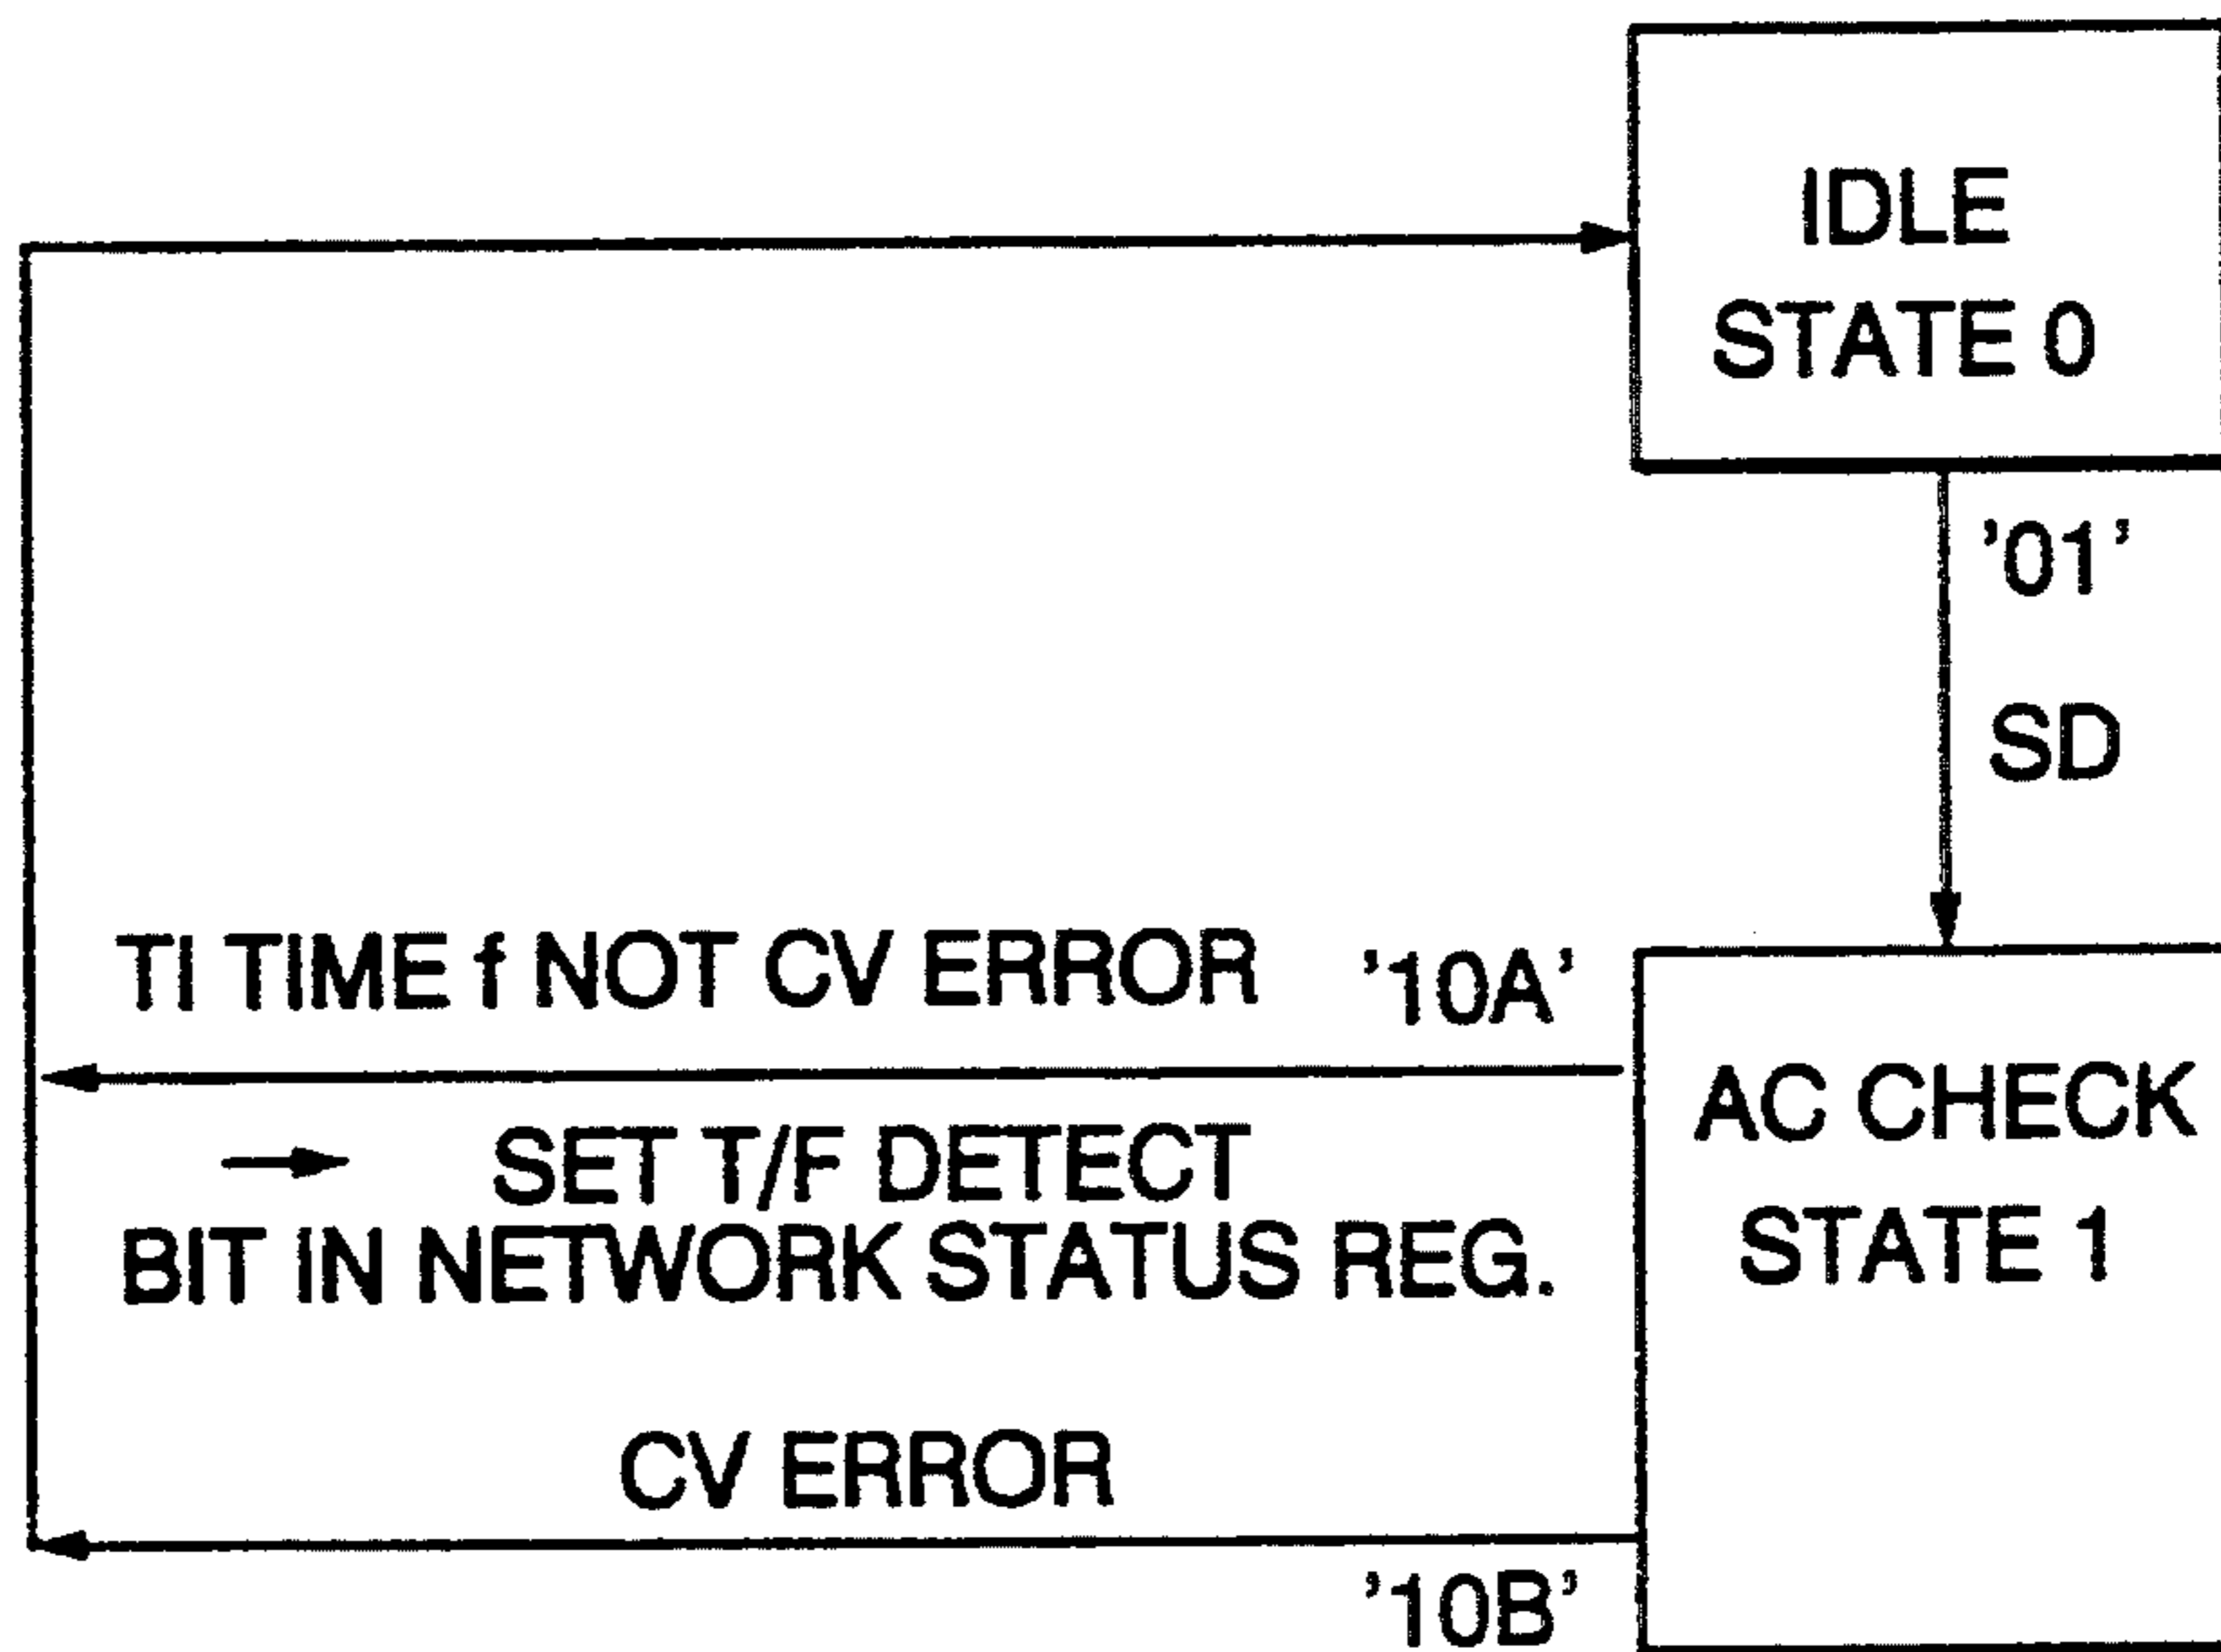 IDLE
STATE 0
'01'
SD
TI TIME f NOT CV ERROR '10A'
SET T/F DETECT
BIT IN NETWORK STATUS REG.
AC CHECK
STATE 1
CV ERROR
'10B'